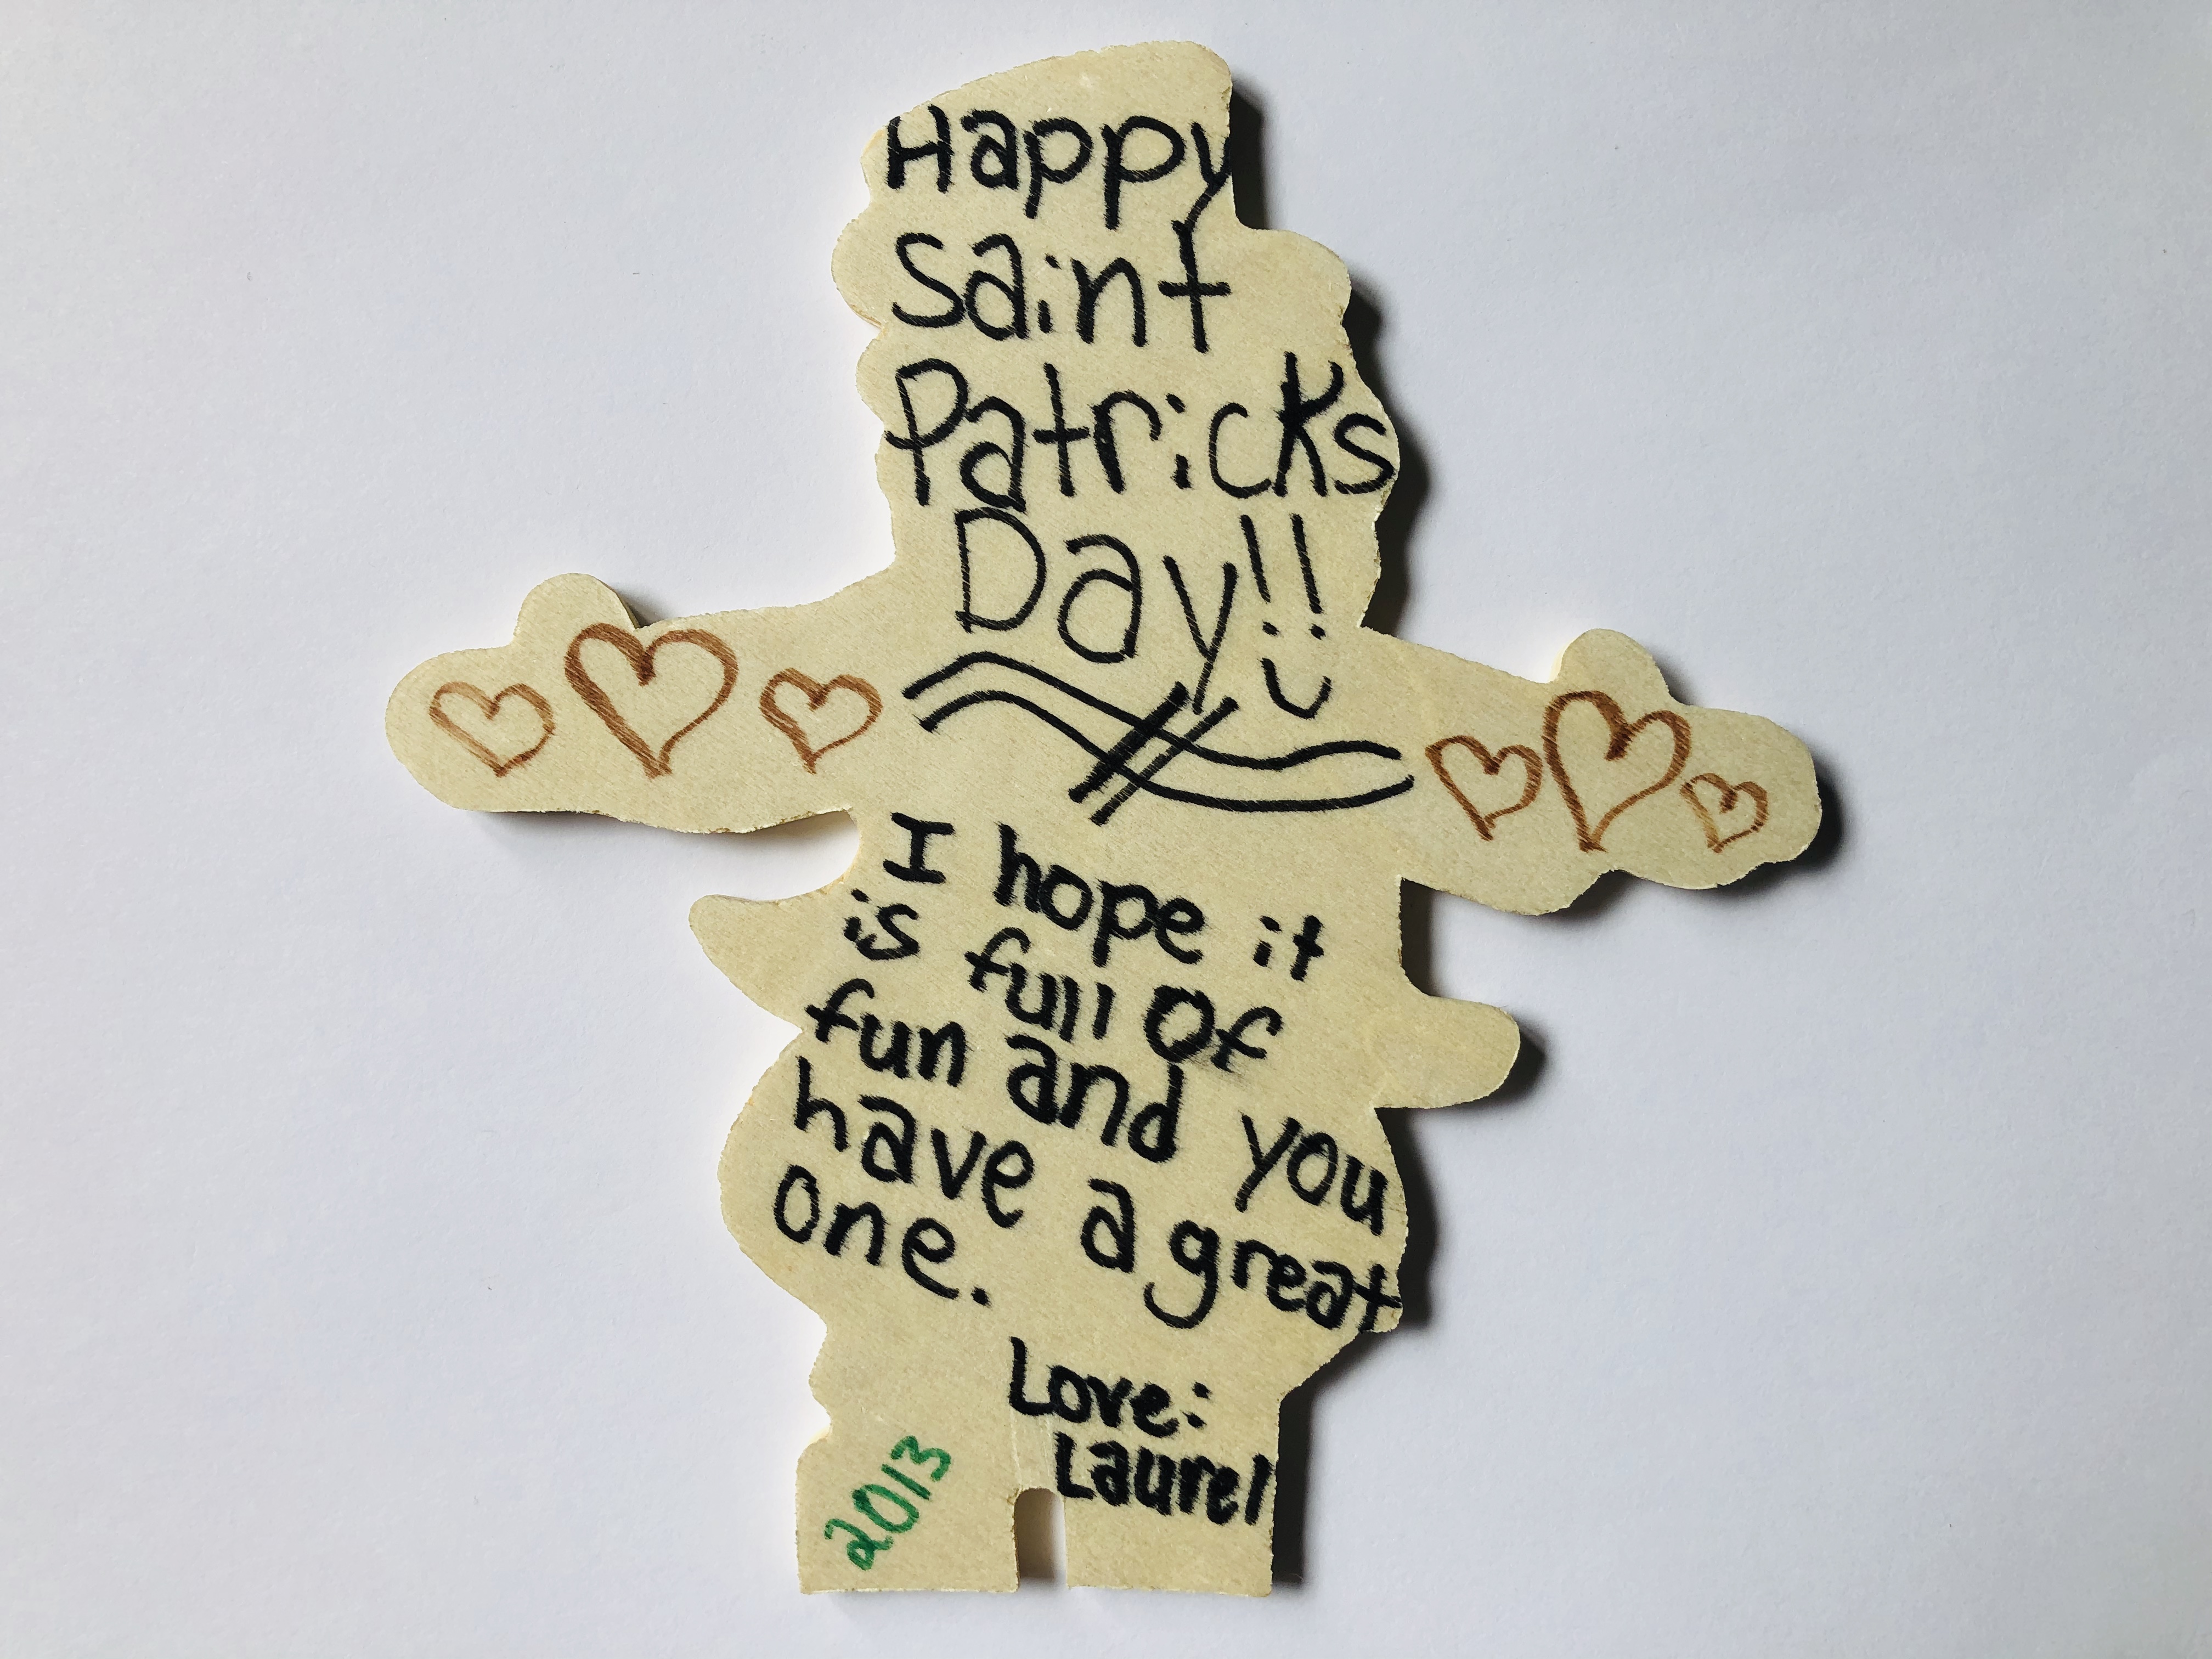 Happy
Saint
Patricks
Day!!
I hope it
is full Of
fun and you
have a great
one.
Love:
Laurel
2013